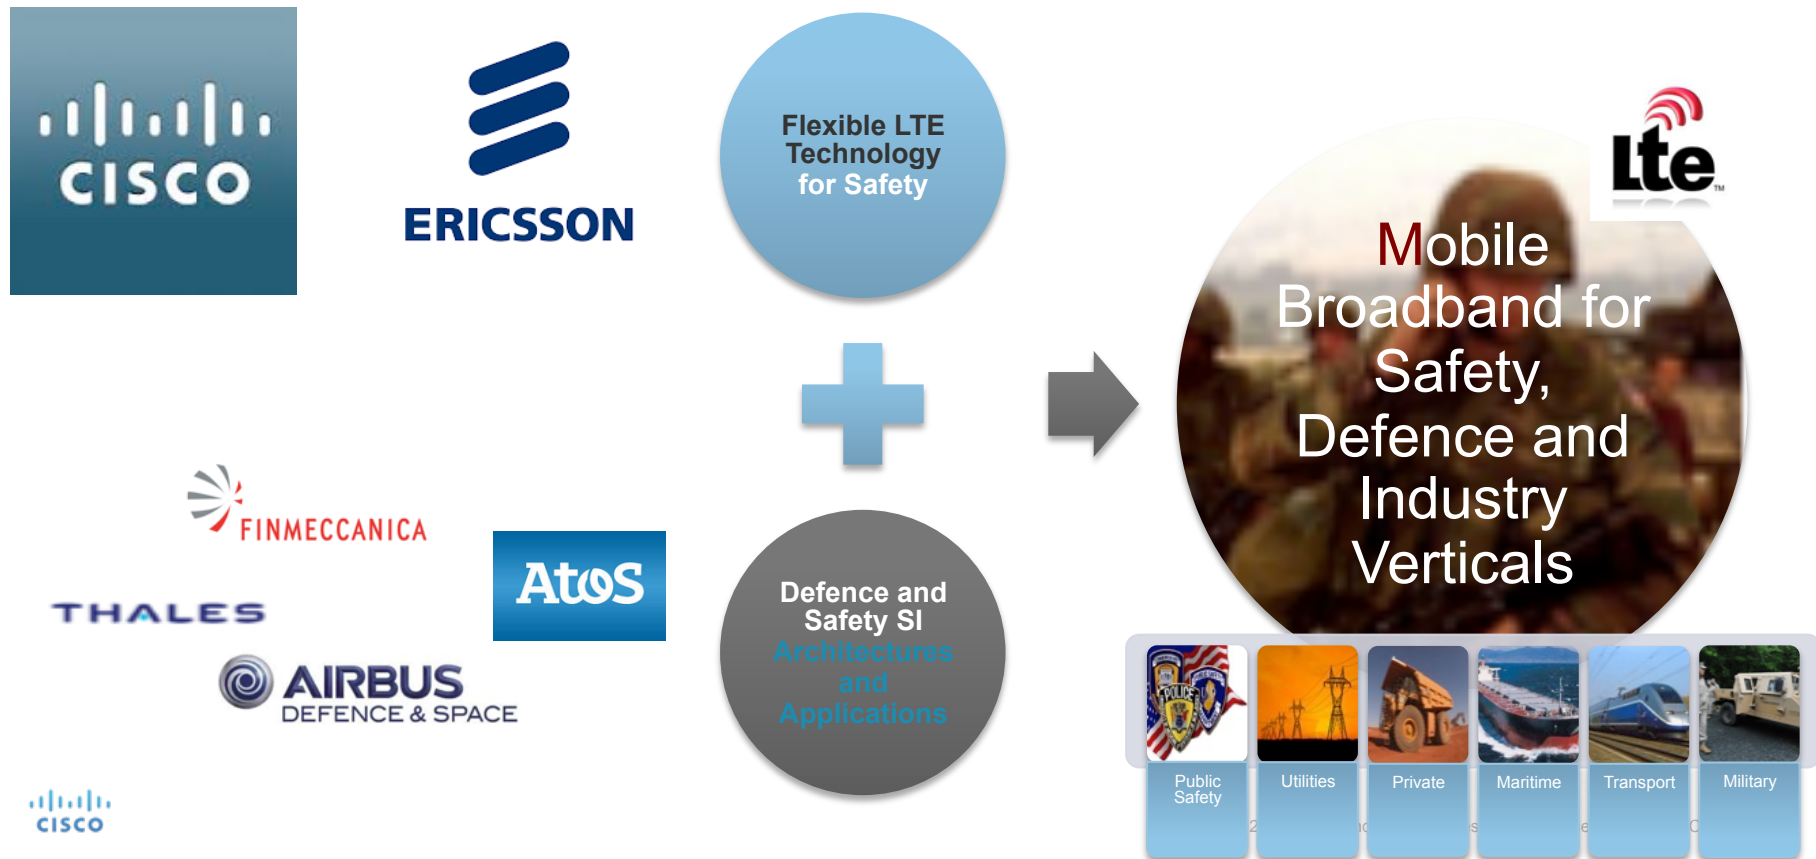 CISCO
ERICSSON
Flexible LTE
Technology
for Safety
Lte
TM
Mobile
Broadband for
Safety,
Defence and
Industry
Verticals
FINMECCANICA
THALES
Atos
AIRBUS
DEFENCE & SPACE
Defence and
Safety SI
Architectures
and
Applications
POLICE
Public
Safety
Utilities
Private
Maritime
Transport
Military
CISCO